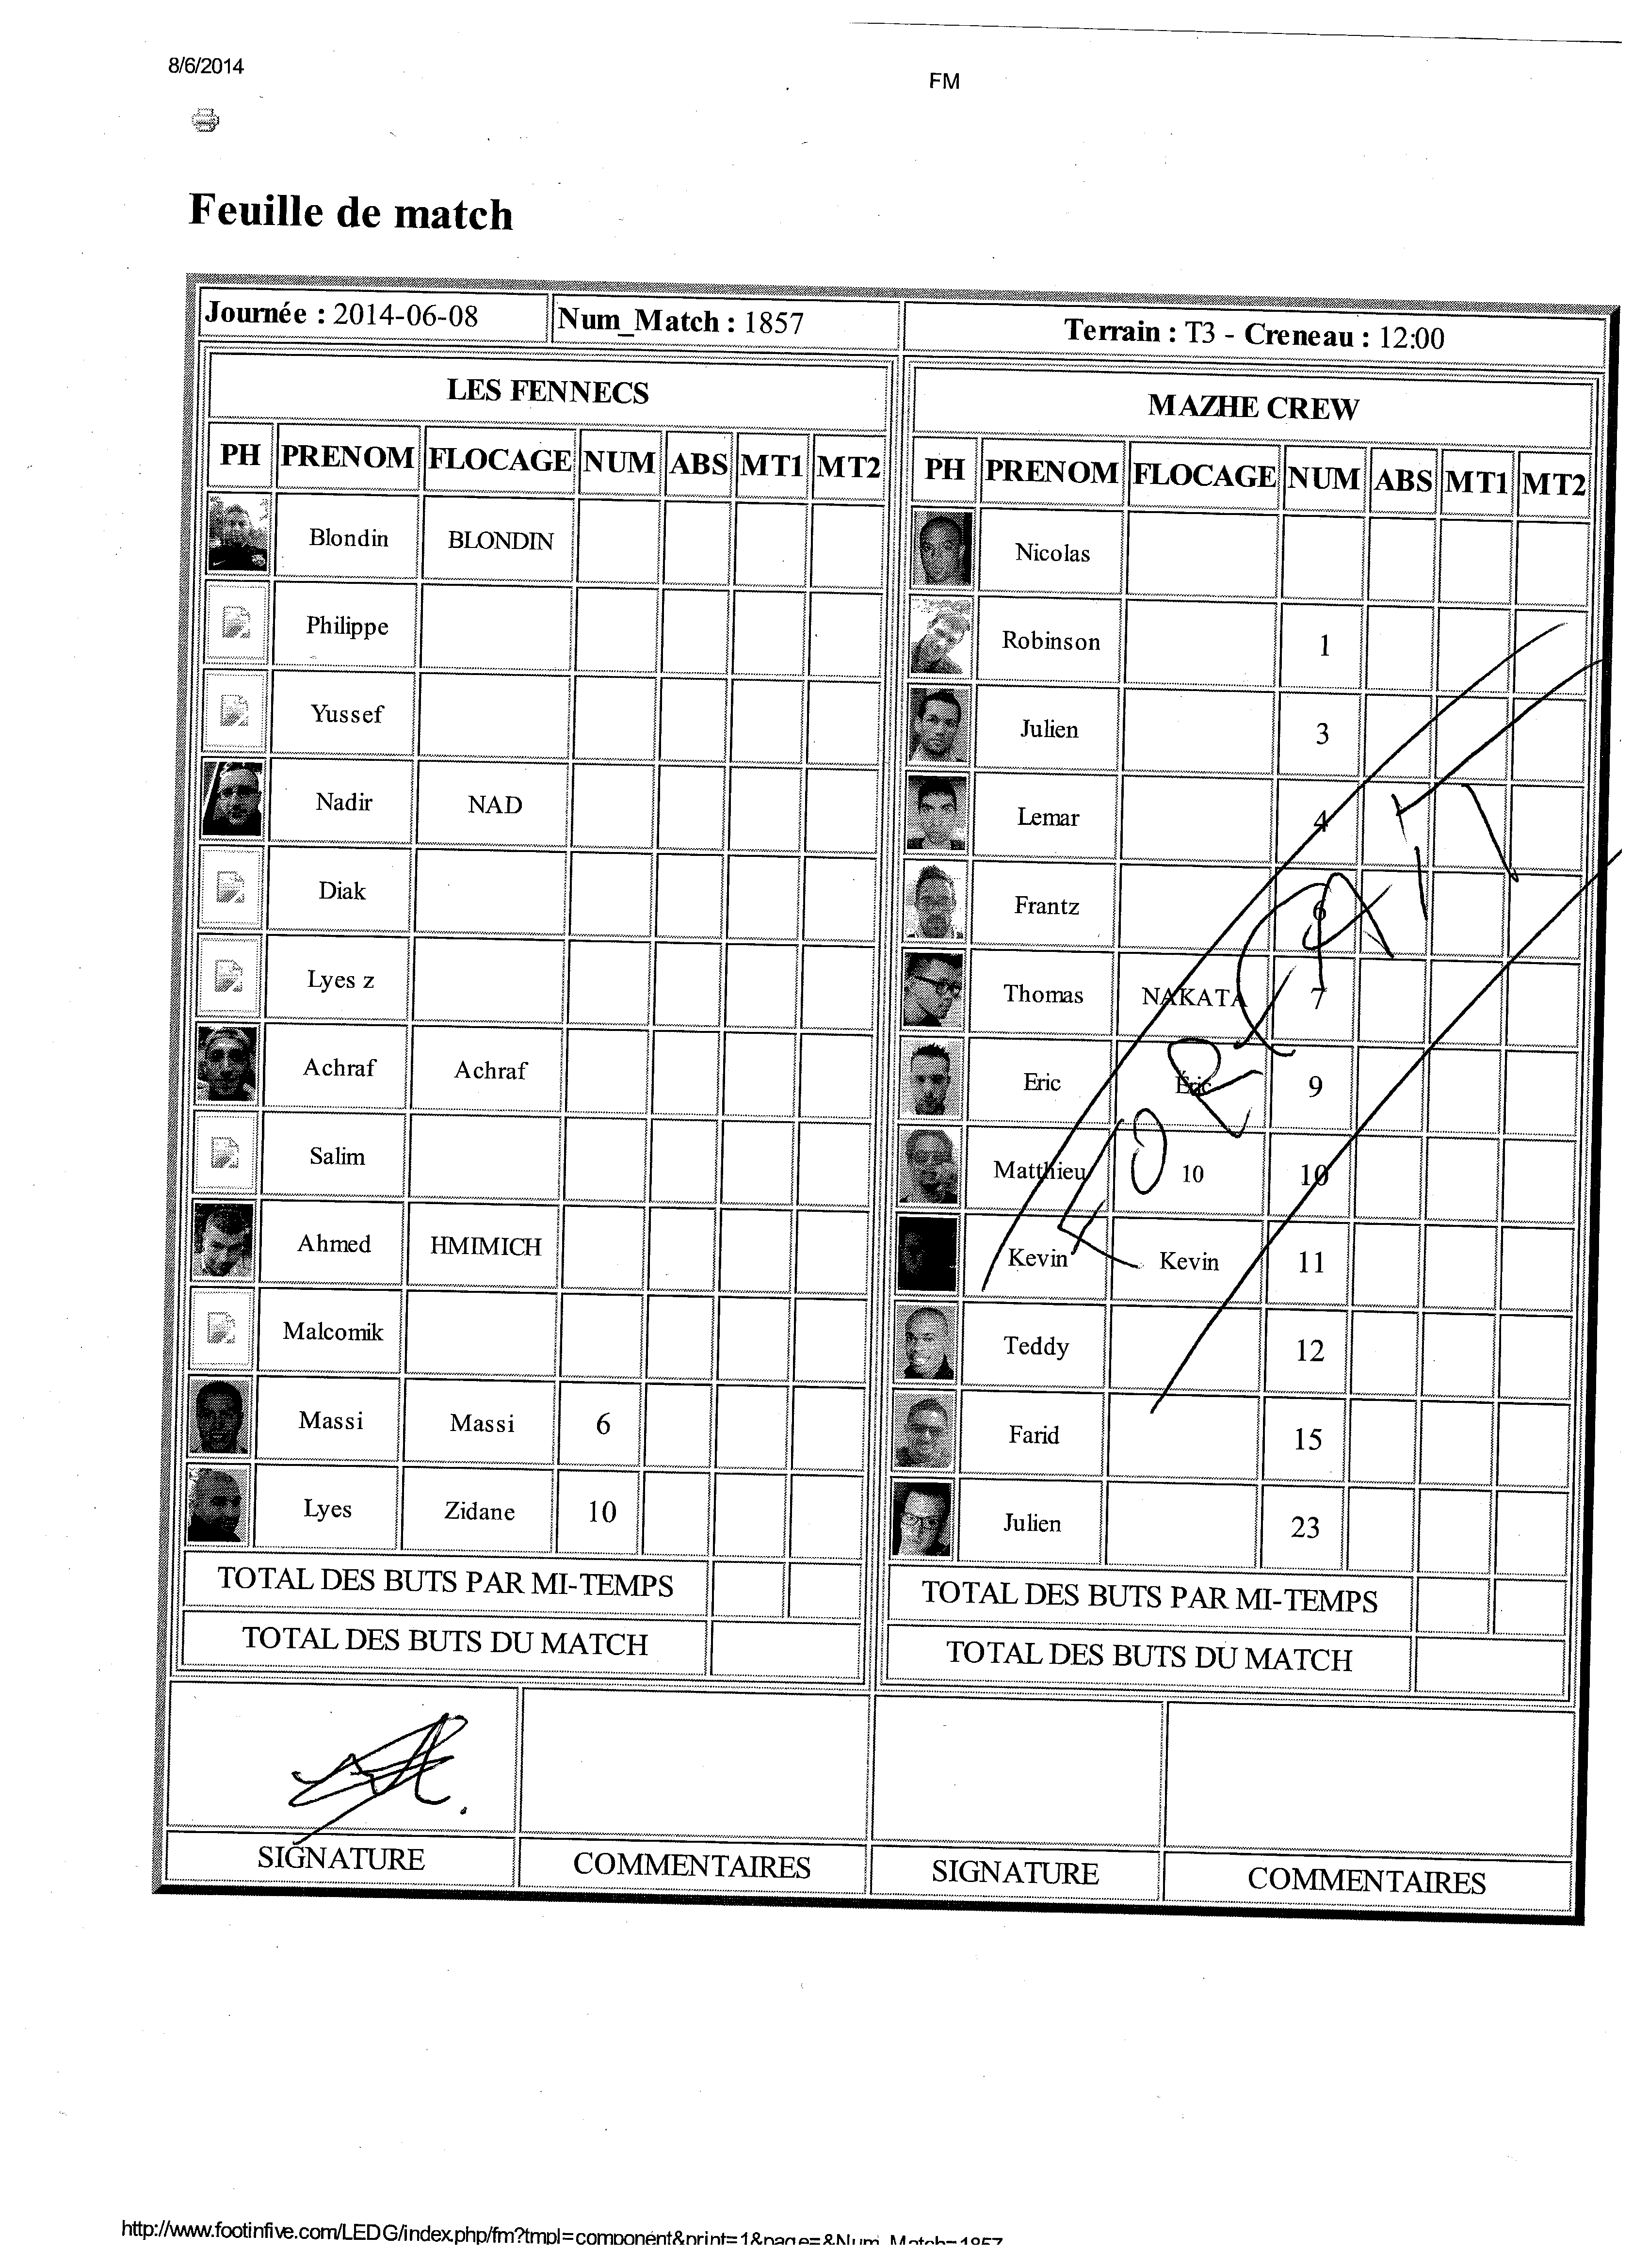 8/6/2014
FM
Feuille de match
Journée : 2014-06-08 Num_Match : 1857 Terrain : T3 - Creneau : 12:00
LES FENNECS
PH PRENOM FLOCAGE NUM ABS MT1 MT2
Blondin BLONDIN
Philippe
Yussef
Nadir NAD
Diak
Lyes z
Achraf Achraf
Salim
Ahmed HMIMICH
Malcomik
Massi Massi 6
Lyes Zidane 10
TOTAL DES BUTS PAR MI-TEMPS
TOTAL DES BUTS DU MATCH
MAZHE CREW
PH PRENOM FLOCAGE NUM ABS MT1 MT2
Nicolas
Robinson 1
Julien 3
Lemar 4
Frantz 6
Thomas NAKATA 7
Eric Éric 9
Matthieu 10 10
Kevin Kevin 11
Teddy 12
Farid 15
Julien 23
FORFAIT
TOTAL DES BUTS PAR MI-TEMPS
TOTAL DES BUTS DU MATCH
SIGNATURE COMMENTAIRES SIGNATURE COMMENTAIRES
http://www.footinfive.com/LEDG/index.php/fm?tmpl=component&print=1&page=&Num_Match=1857